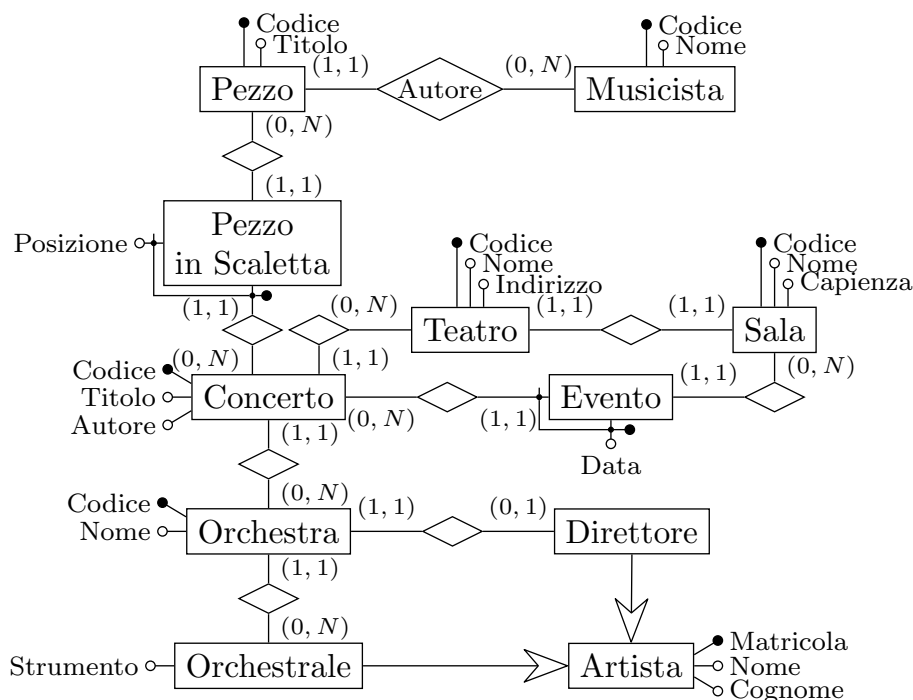 Codice
Titolo
Codice
Nome
Pezzo
(1, 1)
Autore
(0, N)
Musicista
(0, N)
(1, 1)
Pezzo
in Scaletta
Posizione
(1, 1)
(0, N)
Codice
Nome
Indirizzo
Teatro
(1, 1)
(1, 1)
Codice
Nome
Capienza
Sala
(0, N)
(0, N)
(1, 1)
Codice
Titolo
Autore
Concerto
(0, N)
(1, 1)
Evento
(1, 1)
Data
(1, 1)
(0, N)
Codice
Nome
Orchestra
(1, 1)
(0, 1)
Direttore
(1, 1)
(0, N)
Strumento
Orchestrale
Artista
Matricola
Nome
Cognome